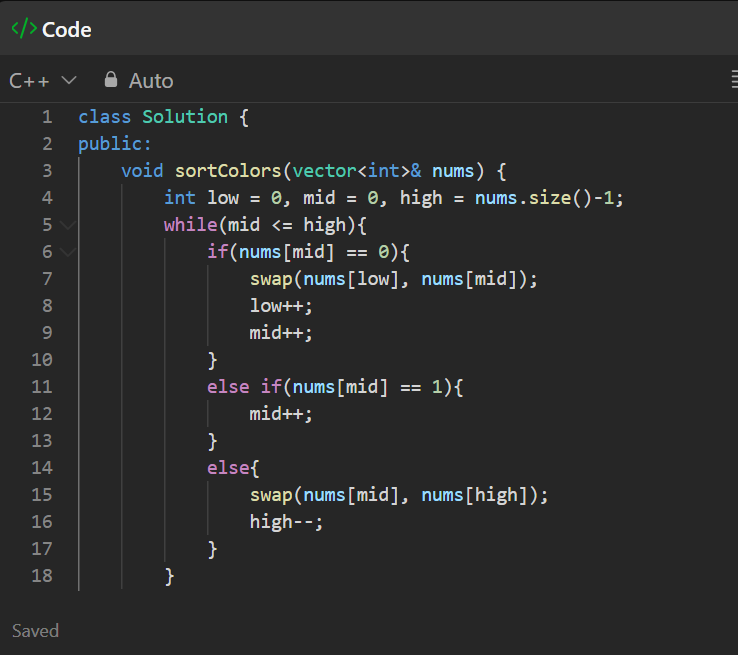 </> Code
C++ Auto
1 class Solution {
2 public:
3     void sortColors(vector<int>& nums) {
4         int low = 0, mid = 0, high = nums.size()-1;
5         while(mid <= high){
6             if(nums[mid] == 0){
7                 swap(nums[low], nums[mid]);
8                 low++;
9                 mid++;
10             }
11             else if(nums[mid] == 1){
12                 mid++;
13             }
14             else{
15                 swap(nums[mid], nums[high]);
16                 high--;
17             }
18         }
Saved